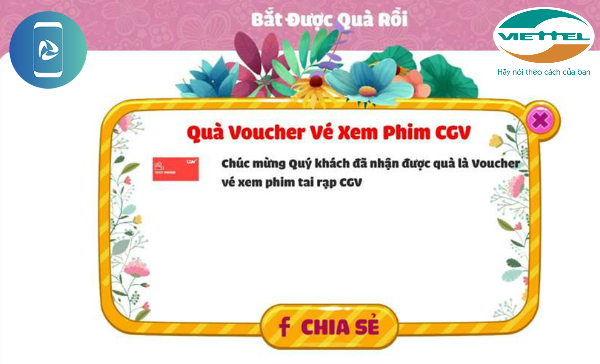 Bắt Được Quà Rồi
VIETTEL
Hãy nói theo cách của bạn
Quà Voucher Vé Xem Phim CGV
Chúc mừng Quý khách đã nhận được quà là Voucher
vé xem phim tai rạp CGV
CGV
f CHIA SẺ